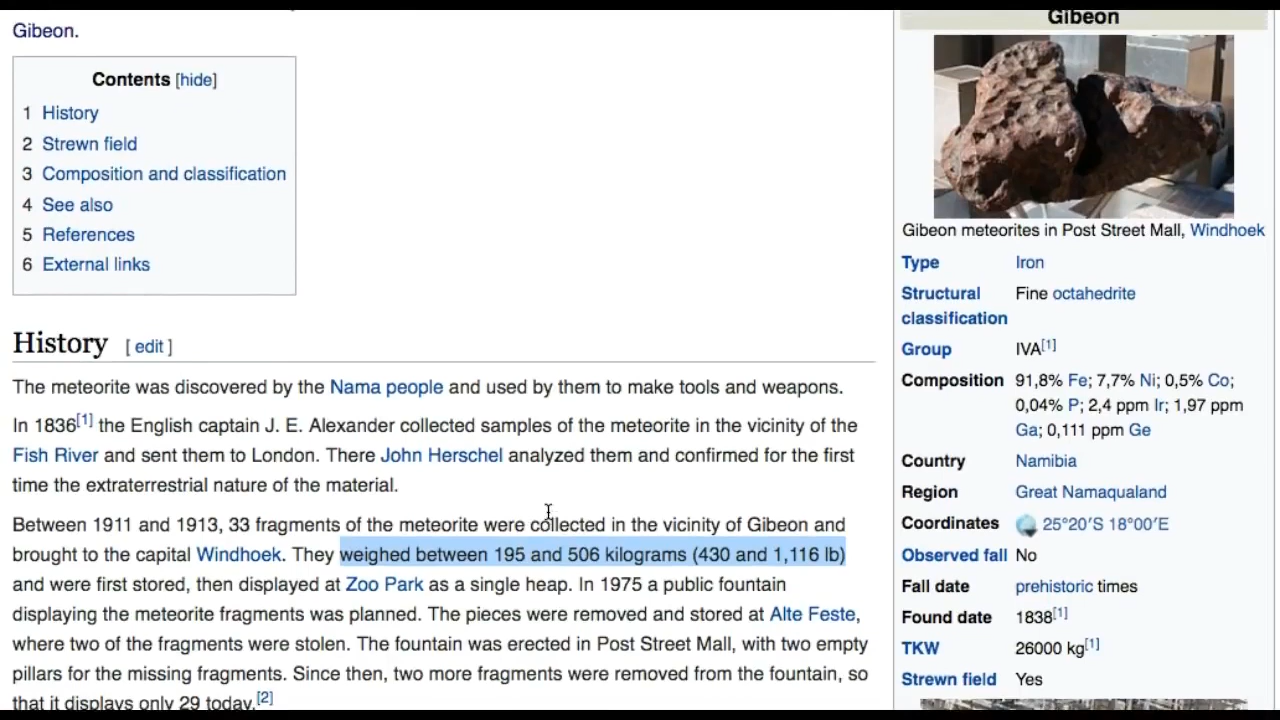 Gibeon.
Contents [hide]
1 History
2 Strewn field
3 Composition and classification
4 See also
5 References
6 External links
History [ edit ]
The meteorite was discovered by the Nama people and used by them to make tools and weapons.
In 1836[1] the English captain J. E. Alexander collected samples of the meteorite in the vicinity of the
Fish River and sent them to London. There John Herschel analyzed them and confirmed for the first
time the extraterrestrial nature of the material.
Between 1911 and 1913, 33 fragments of the meteorite were collected in the vicinity of Gibeon and
brought to the capital Windhoek. They weighed between 195 and 506 kilograms (430 and 1,116 lb)
and were first stored, then displayed at Zoo Park as a single heap. In 1975 a public fountain
displaying the meteorite fragments was planned. The pieces were removed and stored at Alte Feste,
where two of the fragments were stolen. The fountain was erected in Post Street Mall, with two empty
pillars for the missing fragments. Since then, two more fragments were removed from the fountain, so
that it displays only 29 today.[2]
Gibeon
Gibeon meteorites in Post Street Mall, Windhoek
Type Iron
Structural Fine octahedrite
classification
Group IVA[1]
Composition 91,8% Fe; 7,7% Ni; 0,5% Co;
0,04% P; 2,4 ppm Ir; 1,97 ppm
Ga; 0,111 ppm Ge
Country Namibia
Region Great Namaqualand
Coordinates 25°20′S 18°00′E
Observed fall No
Fall date prehistoric times
Found date 1838[1]
TKW 26000 kg[1]
Strewn field Yes